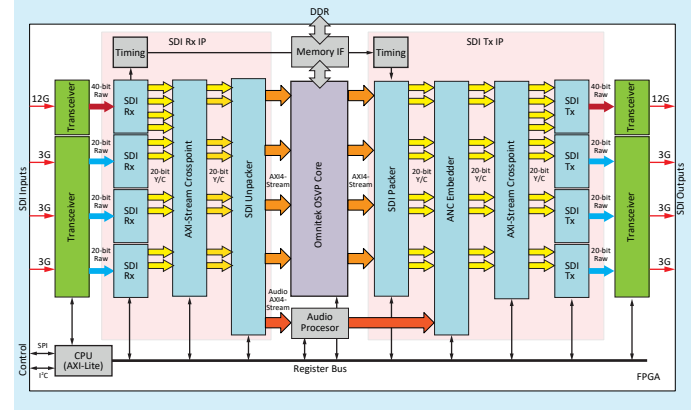 DDR
SDI Rx IP
SDI Tx IP
Timing
Memory IF
Timing
40-bit
Raw
40-bit
Raw
12G
Transceiver
SDI
Rx
SDI
Tx
Transceiver
12G
20-bit
Raw
20-bit
Raw
3G
SDI
Rx
SDI
Tx
3G
SDI Inputs
Transceiver
20-bit
Y/C
AXI-Stream Crosspoint
20-bit
Y/C
SDI Unpacker
AXI4-
Stream
Omnitek OSVP Core
AXI4-
Stream
SDI Packer
20-bit
Y/C
ANC Embedder
20-bit
Y/C
AXI-Stream Crosspoint
20-bit
Y/C
Transceiver
SDI Outputs
20-bit
Raw
20-bit
Raw
3G
SDI
Rx
SDI
Tx
3G
20-bit
Raw
20-bit
Raw
3G
SDI
Rx
SDI
Tx
3G
Audio
AXI4-
Stream
Audio
Procesor
Control
SPI
I²C
CPU
(AXI-Lite)
Register Bus
FPGA